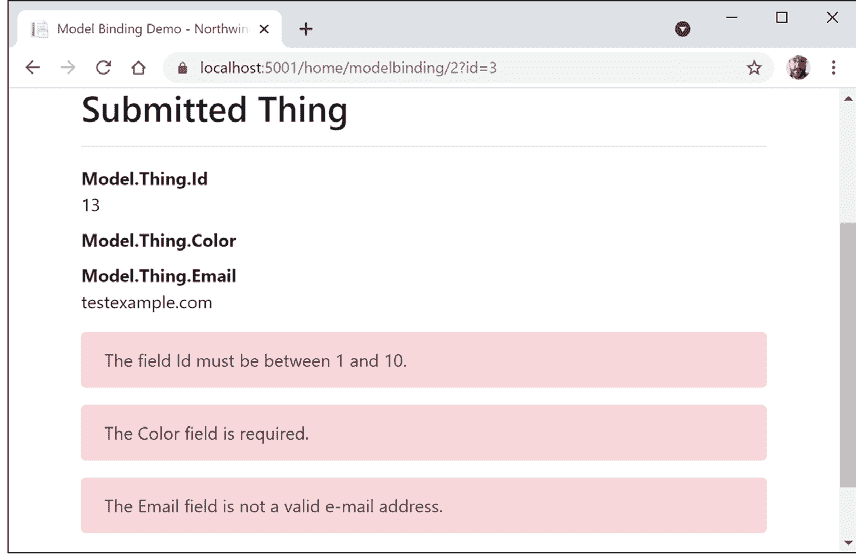 Model Binding Demo - Northwin
localhost:5001/home/modelbinding/2?id=3
Submitted Thing
Model.Thing.Id
13
Model.Thing.Color
Model.Thing.Email
testexample.com
The field Id must be between 1 and 10.
The Color field is required.
The Email field is not a valid e-mail address.